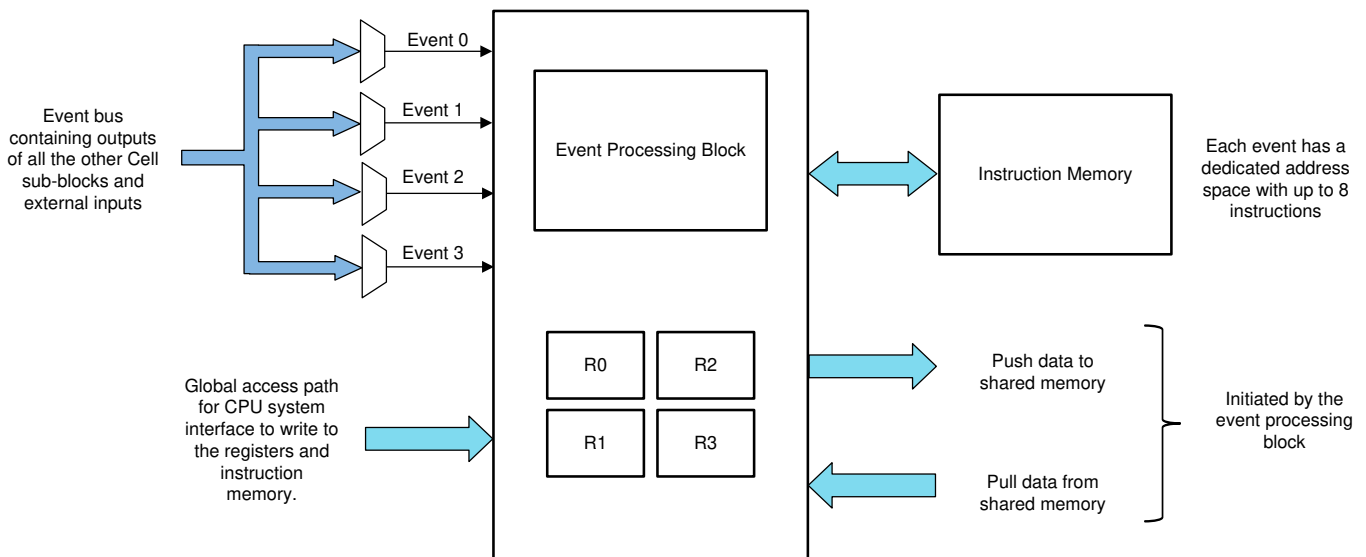 Event bus
containing outputs
of all the other Cell
sub-blocks and
external inputs
Event 0
Event 1
Event 2
Event 3
Event Processing Block
Instruction Memory
Each event has a
dedicated address
space with up to 8
instructions
Global access path
for CPU system
interface to write to
the registers and
instruction
memory.
R0
R2
R1
R3
Push data to
shared memory
Pull data from
shared memory
Initiated by the
event processing
block